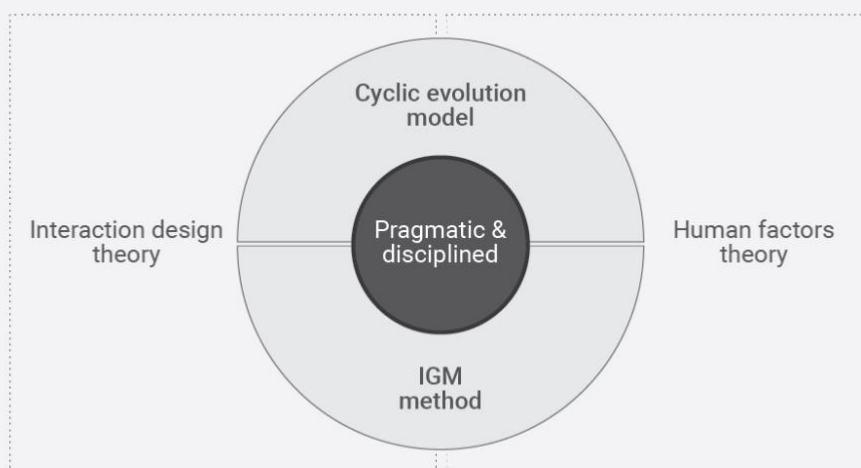 Cyclic evolution
model
Interaction design
theory
Pragmatic &
disciplined
Human factors
theory
IGM
method